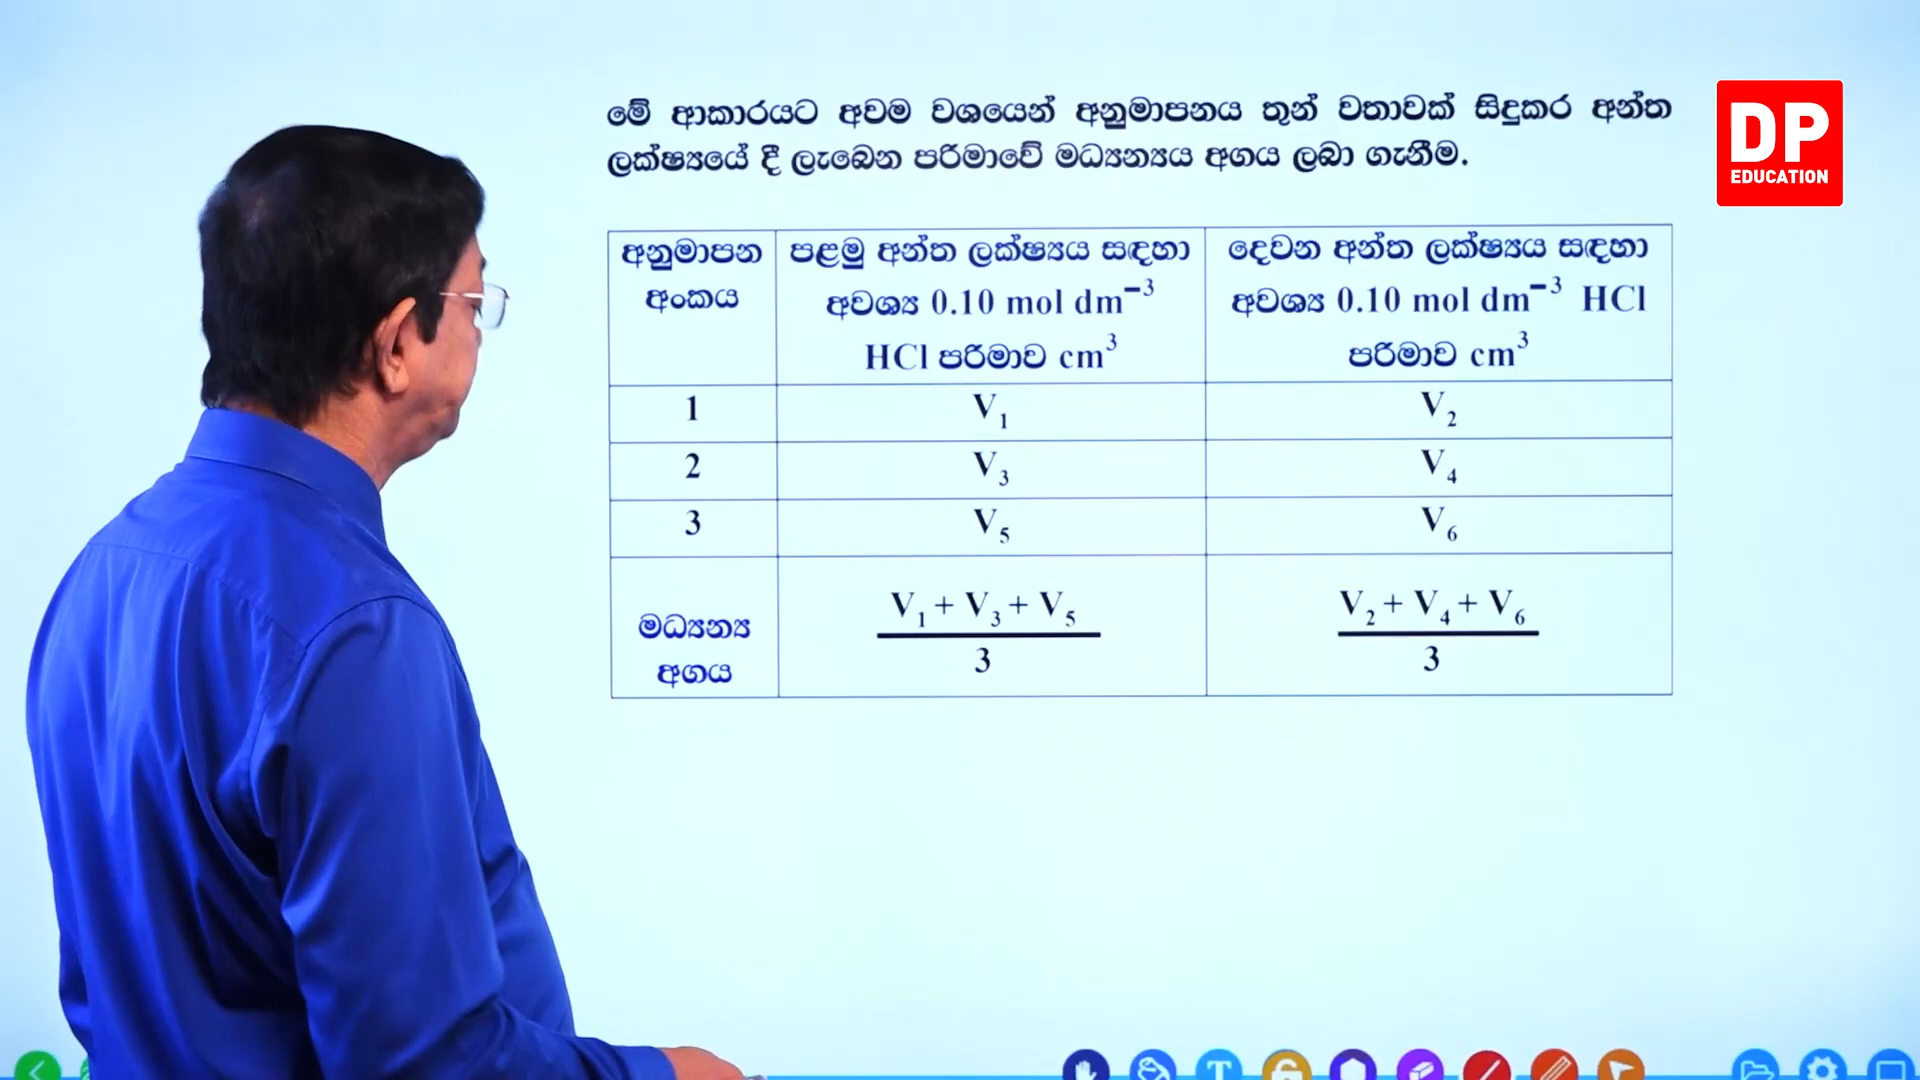 මේ ආකාරයට අවම වශයෙන් අනුමාපනය තුන් වතාවක් සිදුකර අන්ත
ලක්ෂ්‍යයේ දී ලැබෙන පරිමාවේ මධ්‍යන්‍යය අගය ලබා ගැනීම.
DP
EDUCATION
අනුමාපන
අංකය
පළමු අන්ත ලක්ෂ්‍යය සඳහා
අවශ්‍ය 0.10 mol dm⁻³
HCl පරිමාව cm³
දෙවන අන්ත ලක්ෂ්‍යය සඳහා
අවශ්‍ය 0.10 mol dm⁻³ HCl
පරිමාව cm³
1 V₁ V₂
2 V₃ V₄
3 V₅ V₆
මධ්‍යන්‍ය
අගය
V₁ + V₃ + V₅
3
V₂ + V₄ + V₆
3